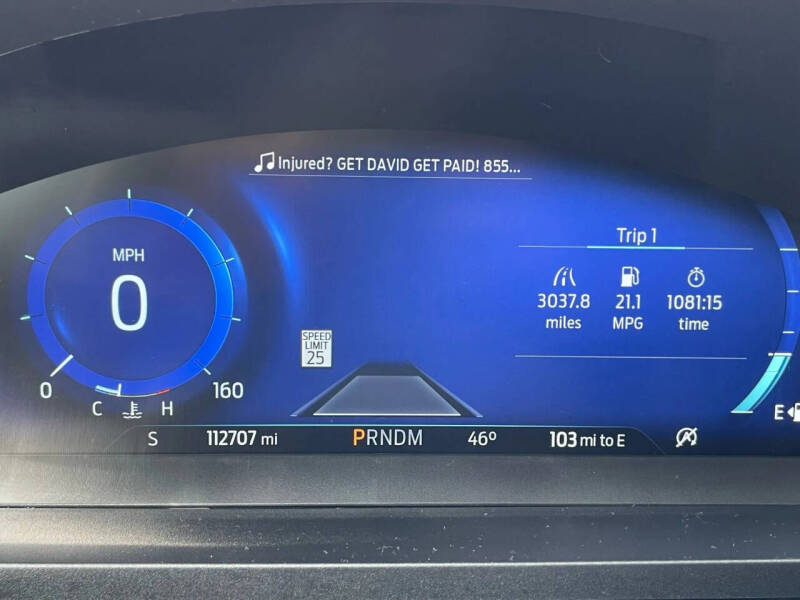 Injured? GET DAVID GET PAID! 855...
Trip 1
MPH
0
3037.8 miles
21.1 MPG
1081:15 time
SPEED
LIMIT
25
0
160
C
H
E
S
112707 mi
PRNDM
46º
103 mi to E
A